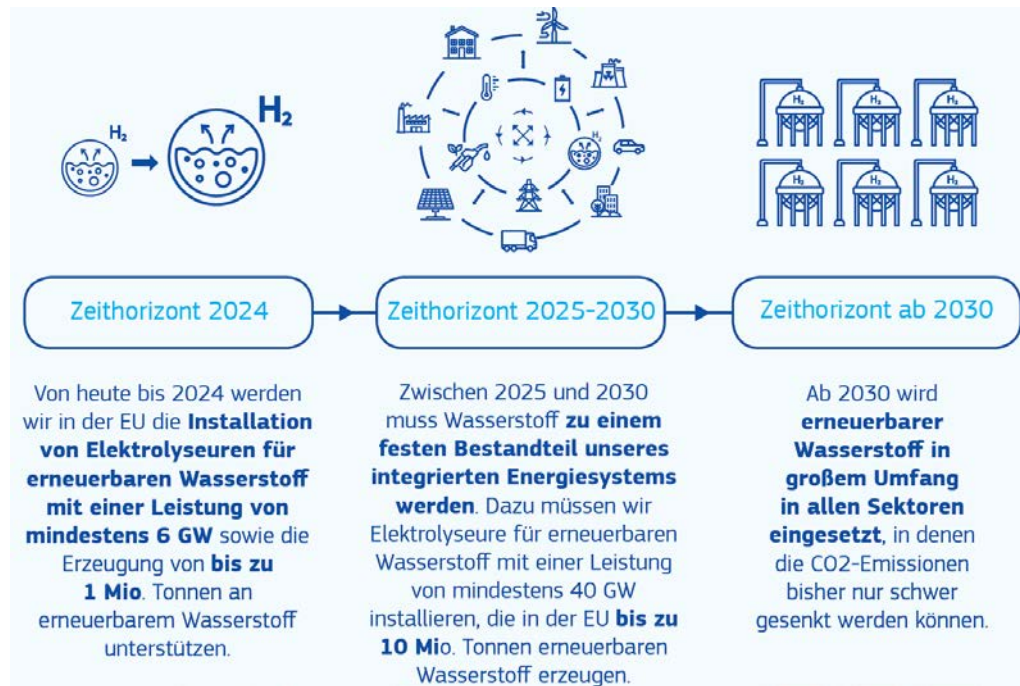 H₂
H₂
H₂
H₂ H₂ H₂
H₂ H₂ H₂
Zeithorizont 2024
Von heute bis 2024 werden
wir in der EU die Installation
von Elektrolyseuren für
erneuerbaren Wasserstoff
mit einer Leistung von
mindestens 6 GW sowie die
Erzeugung von bis zu
1 Mio. Tonnen an
erneuerbarem Wasserstoff
unterstützen.
Zeithorizont 2025-2030
Zwischen 2025 und 2030
muss Wasserstoff zu einem
festen Bestandteil unseres
integrierten Energiesystems
werden. Dazu müssen wir
Elektrolyseure für erneuerbaren
Wasserstoff mit einer Leistung
von mindestens 40 GW
installieren, die in der EU bis zu
10 Mio. Tonnen erneuerbaren
Wasserstoff erzeugen.
Zeithorizont ab 2030
Ab 2030 wird
erneuerbarer
Wasserstoff in
großem Umfang
in allen Sektoren
eingesetzt, in denen
die CO2-Emissionen
bisher nur schwer
gesenkt werden können.